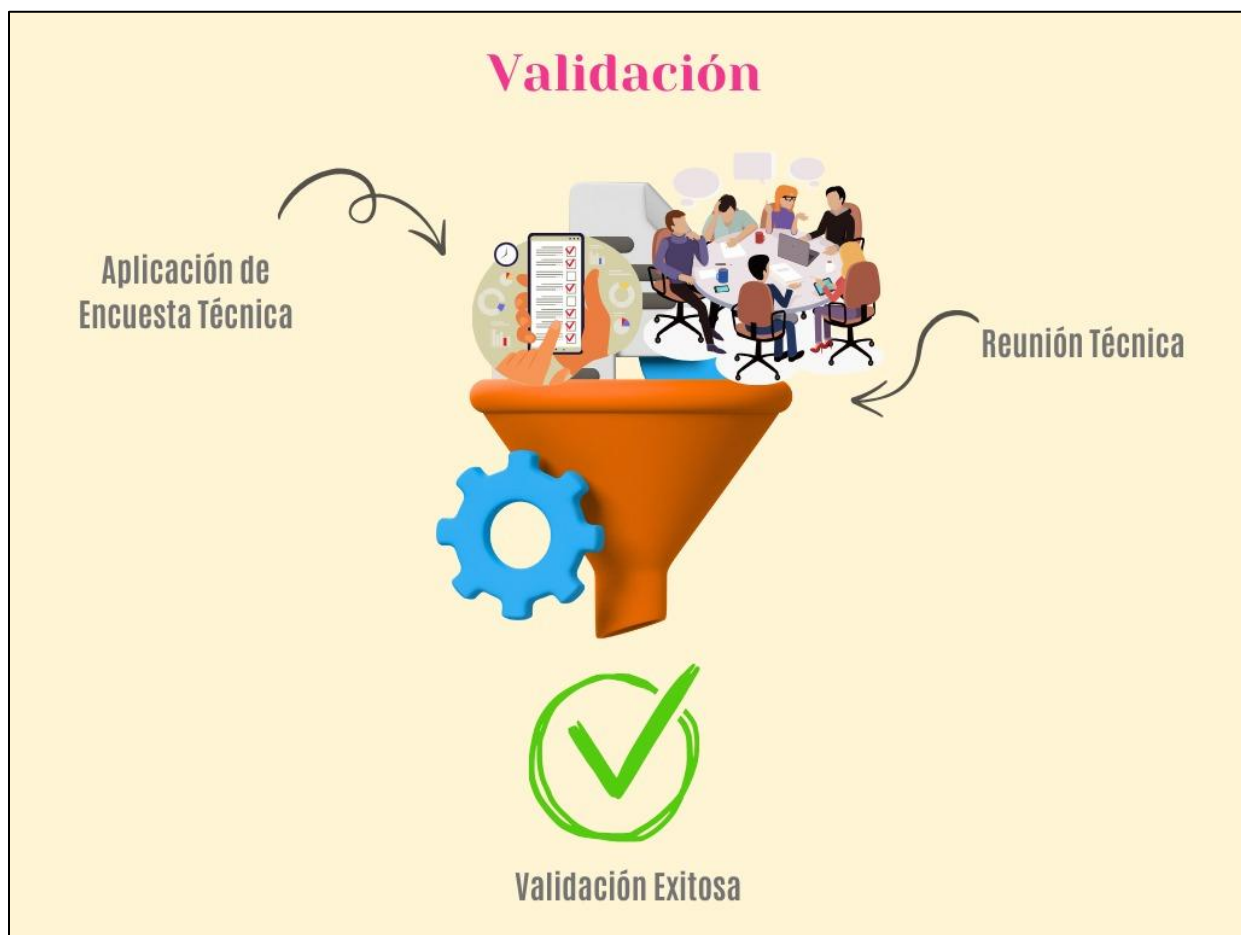 Validación
Aplicación de
Encuesta Técnica
Reunión Técnica
Validación Exitosa